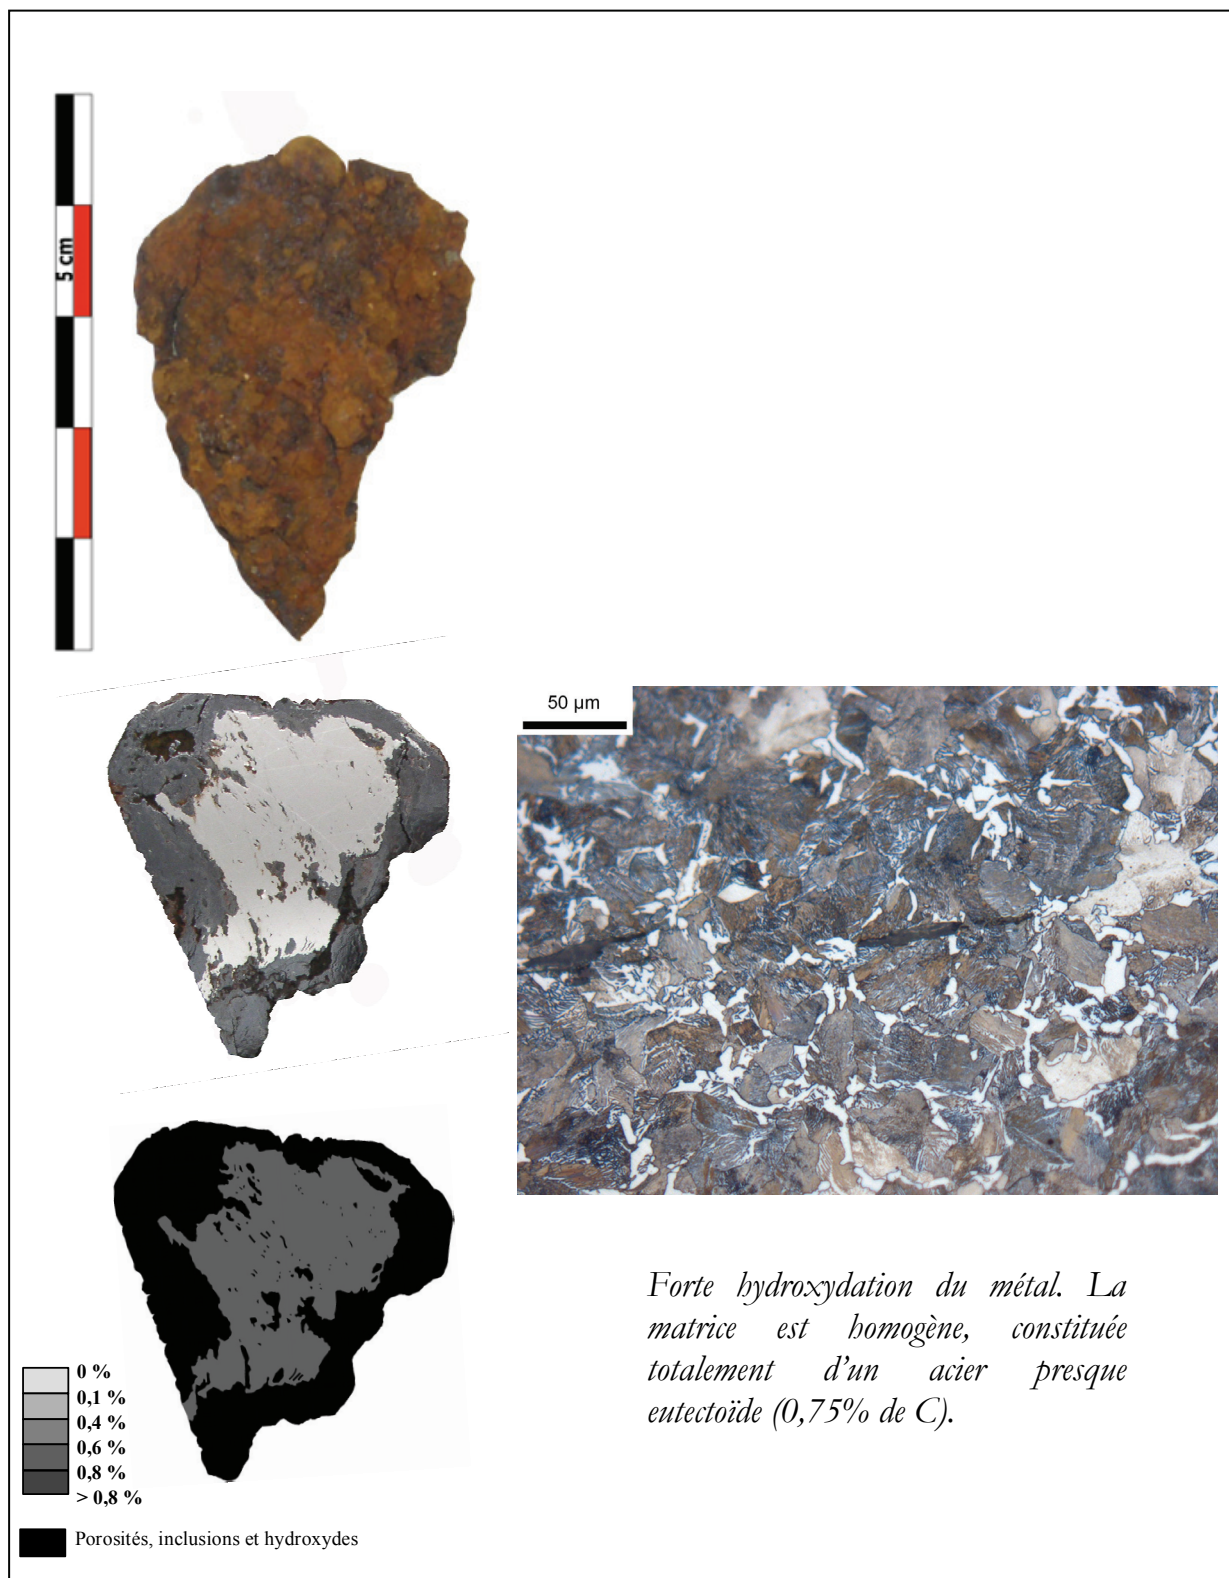 5 cm
50 µm
Forte hydroxydation du métal. La
matrice est homogène, constituée
totalement d'un acier presque
eutectoïde (0,75% de C).
0 %
0,1 %
0,4 %
0,6 %
0,8 %
> 0,8 %
Porosités, inclusions et hydroxydes